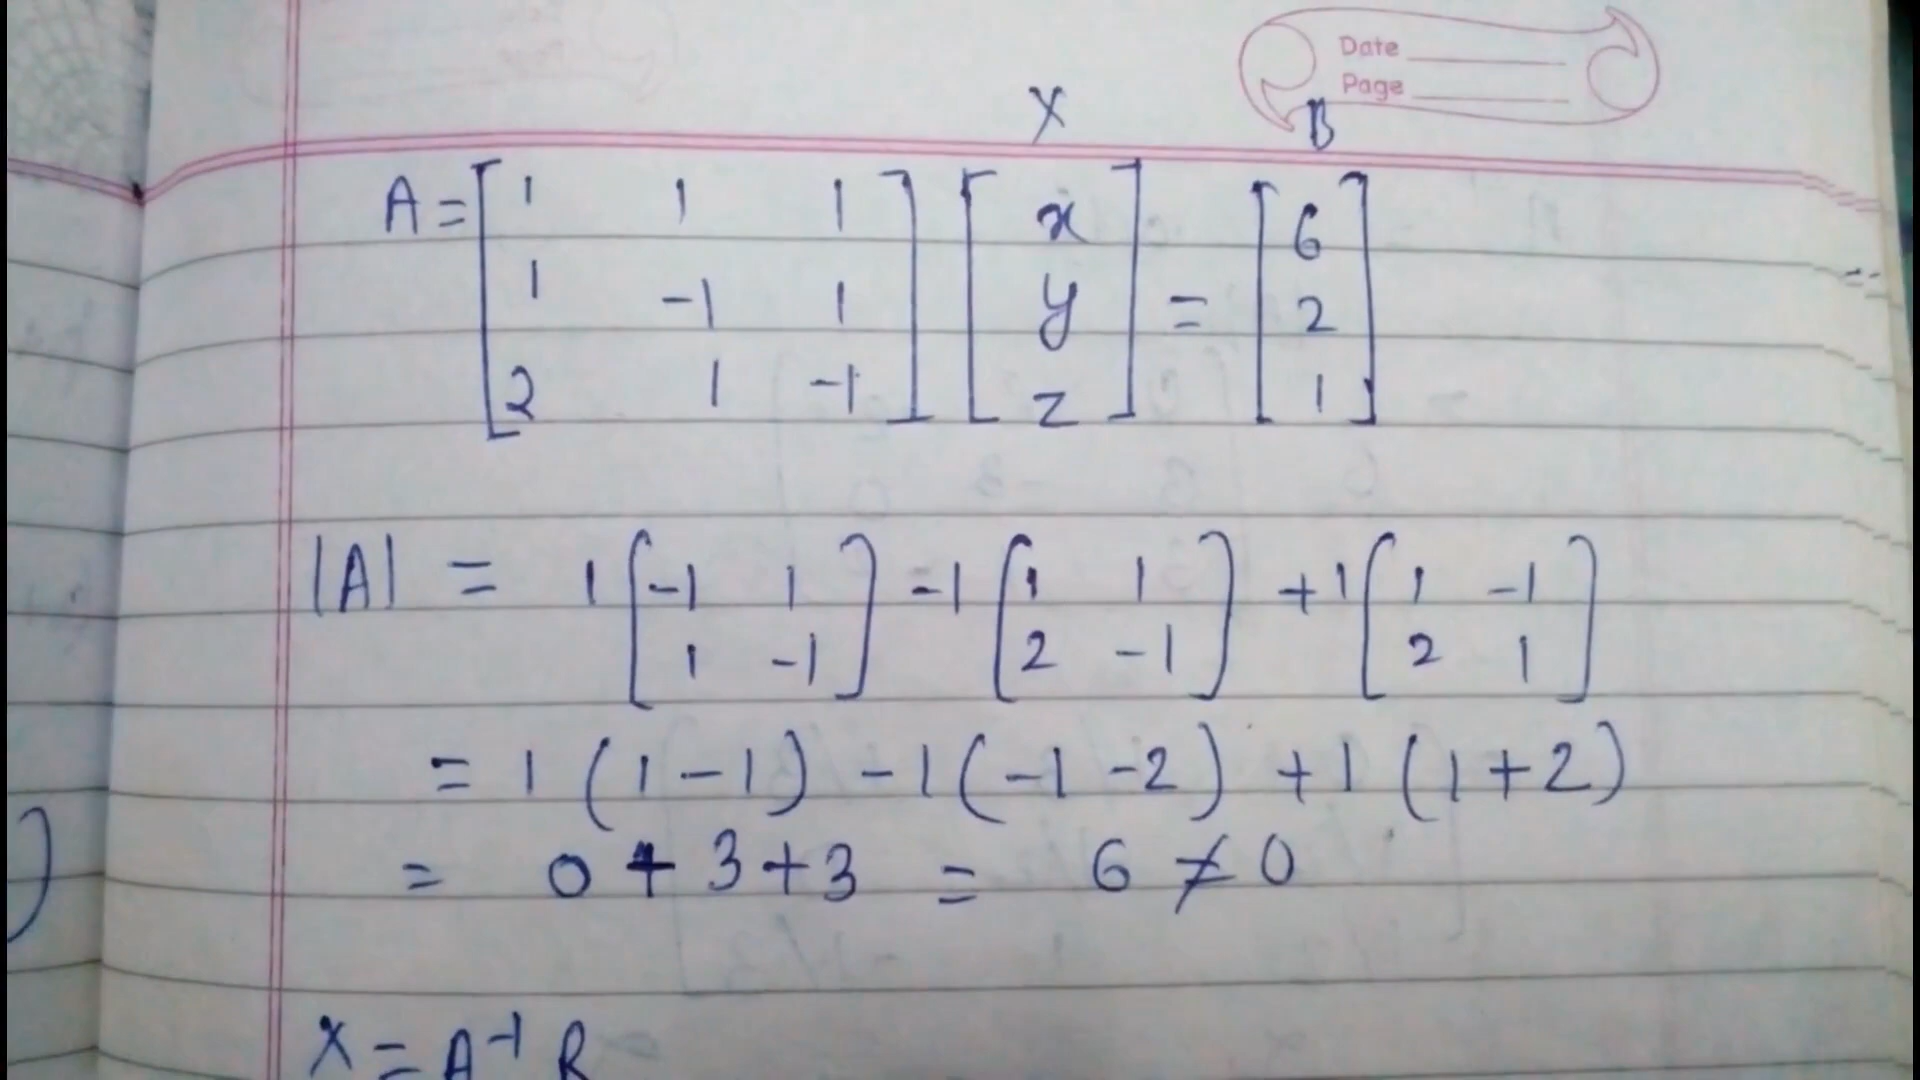 Date
Page
X B
A = [ 1 1 1 ] [ x ] [ 6 ]
[ 1 -1 1 ] [ y ] = [ 2 ]
[ 2 1 -1 ] [ z ] [ 1 ]
|A| = 1 [ -1 1 ] -1 [ 1 1 ] +1 [ 1 -1 ]
[ 1 -1 ] [ 2 -1 ] [ 2 1 ]
= 1 (1-1) -1 (-1 -2) +1 (1+2)
= 0 + 3+3 = 6 ≠ 0
X = A⁻¹ B